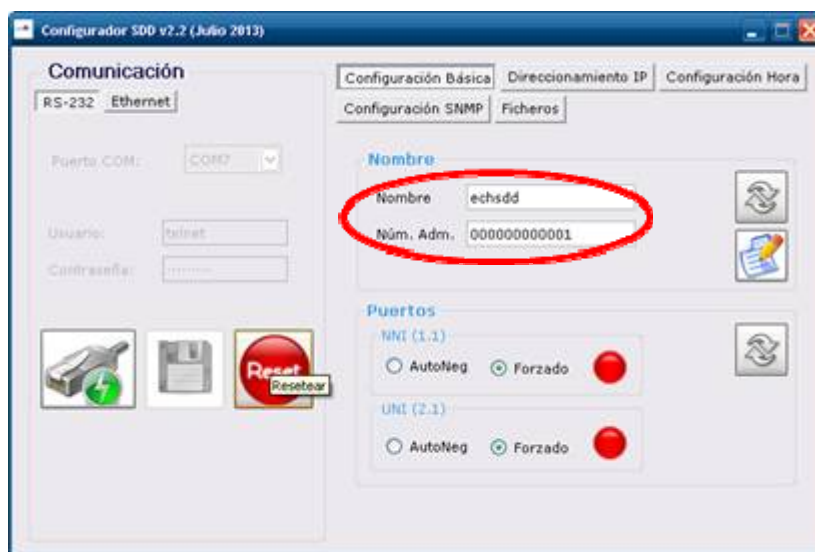 Configurador SDD v2.2 (Julio 2013)
Comunicación
RS-232 Ethernet
Puerto COM: COM7
Usuario: telnet
Contraseña: ........
Reset
Resetear
Configuración Básica Direccionamiento IP Configuración Hora
Configuración SNMP Ficheros
Nombre
Nombre echsdd
Núm. Adm. 000000000001
Puertos
NNI (1.1)
AutoNeg Forzado
UNI (2.1)
AutoNeg Forzado